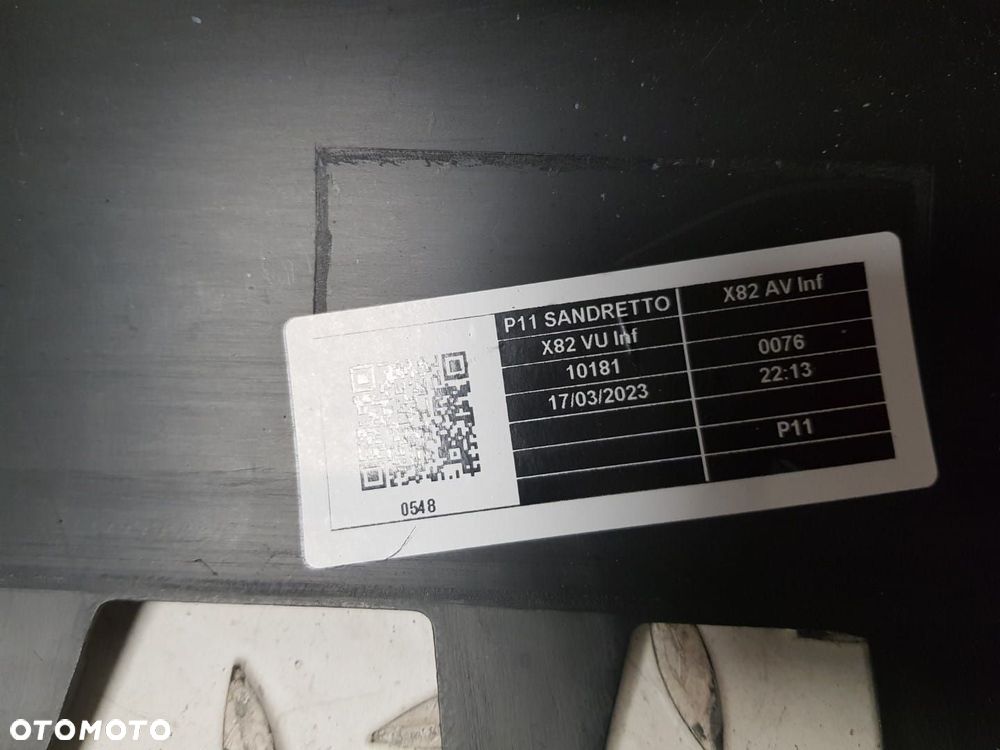 P11 SANDRETTO X82 AV Inf
X82 VU Inf
10181 0076
17/03/2023 22:13
P11
0548
OTOMOTO